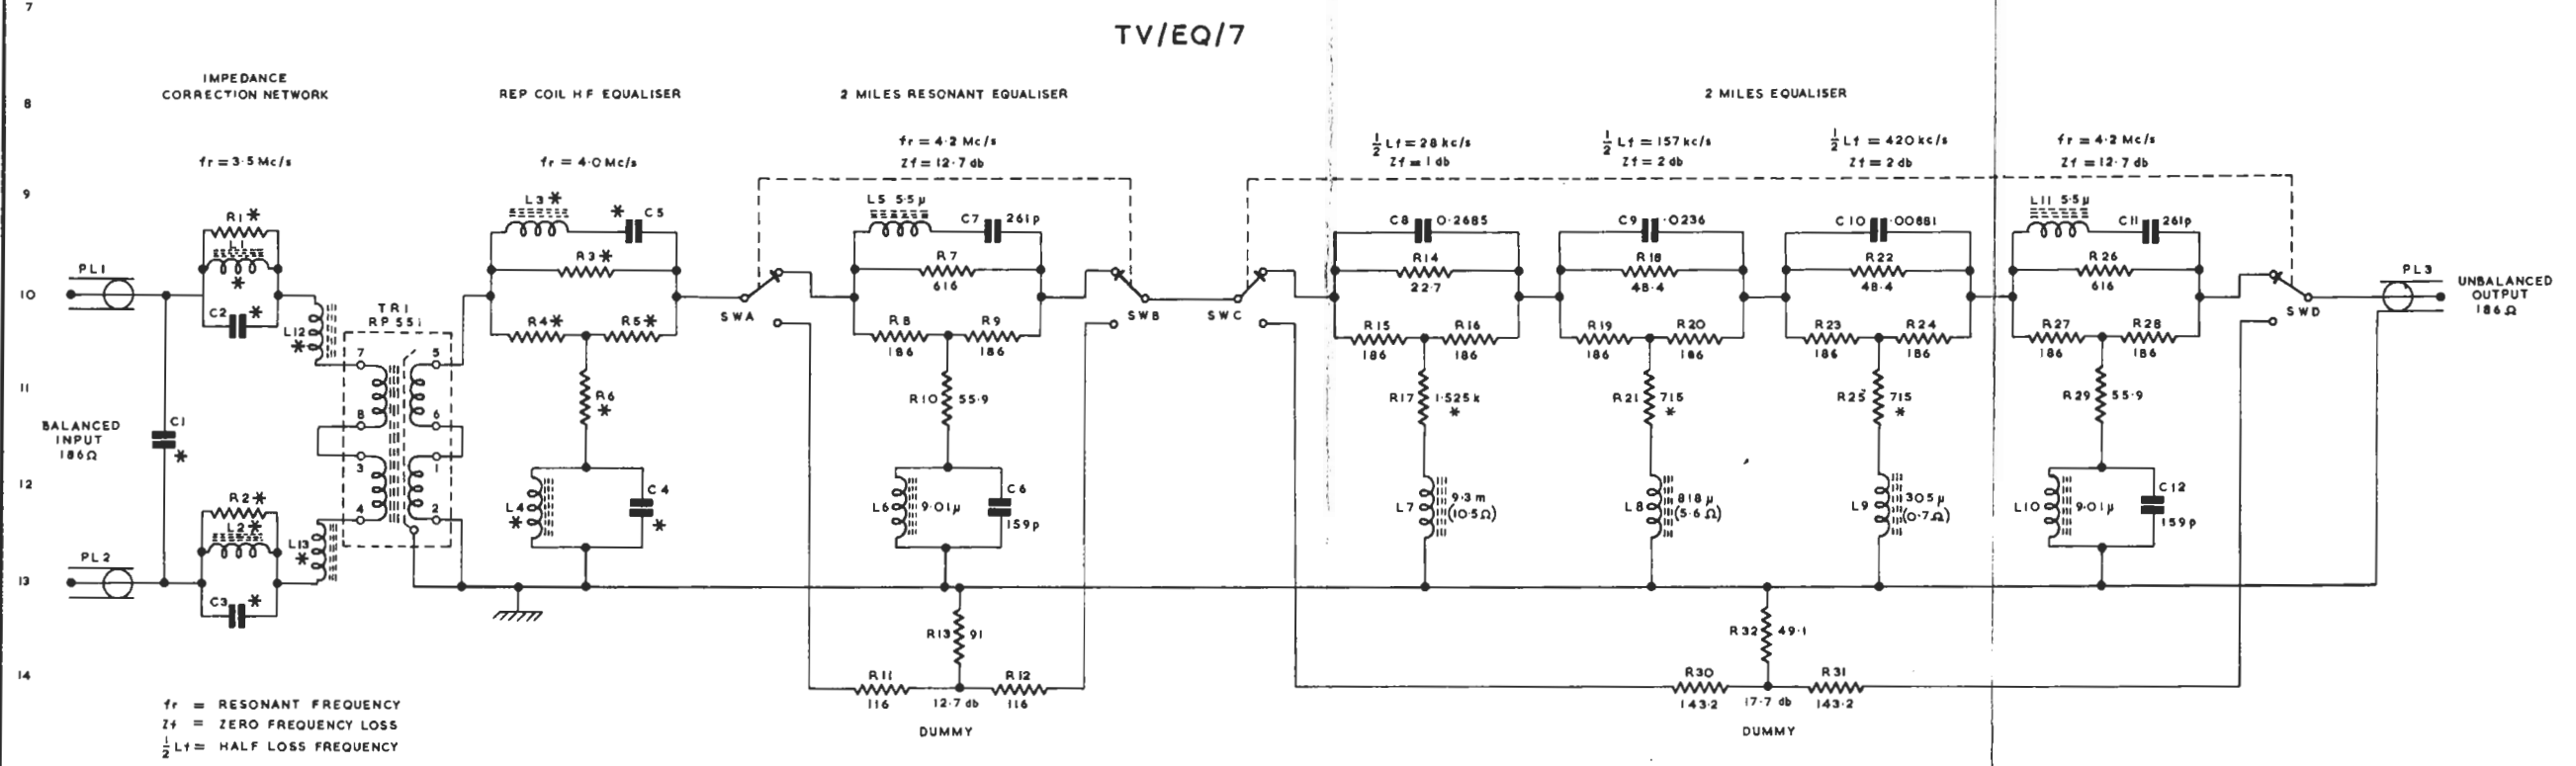 TV/EQ/7
7
8
9
10
11
12
13
14
IMPEDANCE
CORRECTION NETWORK
REP COIL HF EQUALISER
2 MILES RESONANT EQUALISER
2 MILES EQUALISER
fr = 3·5 Mc/s
fr = 4·0 Mc/s
fr = 4·2 Mc/s
Zf = 12·7 db
½ Lf = 28 kc/s
Zf = 1 db
½ Lf = 157 kc/s
Zf = 2 db
½ Lf = 420 kc/s
Zf = 2 db
fr = 4·2 Mc/s
Zf = 12·7 db
PL1
R1*
L1
*
C2 *
L12
*
BALANCED
INPUT
186Ω
C1
*
PL2
R2*
L2*
C3 *
L13
*
TR1
RP 551
7
8
3
4
5
6
1
2
L3*
* C5
R3*
R4*
R5*
R6
*
L4
*
C4
*
SWA
L5 5·5μ
C7 261p
R7
616
R8
186
R9
186
R10 55·9
L6 9·01μ
C6
159p
R13 91
R11
116
12·7 db
R12
116
DUMMY
SWB
SWC
C8 0·2685
R14
22·7
R15
186
R16
186
R17 1·525k
*
L7 9·3m
(10·5Ω)
C9 ·0236
R18
48·4
R19
186
R20
186
R21 715
*
L8 818μ
(5·6Ω)
C10 ·00881
R22
48·4
R23
186
R24
186
R25 715
*
L9 305μ
(0·7Ω)
L11 5·5μ
C11 261p
R26
616
R27
186
R28
186
R29 55·9
L10 9·01μ
C12
159p
R32 49·1
R30
143·2
17·7 db
R31
143·2
DUMMY
SWD
PL3
UNBALANCED
OUTPUT
186Ω
fr = RESONANT FREQUENCY
Zf = ZERO FREQUENCY LOSS
½ Lf = HALF LOSS FREQUENCY